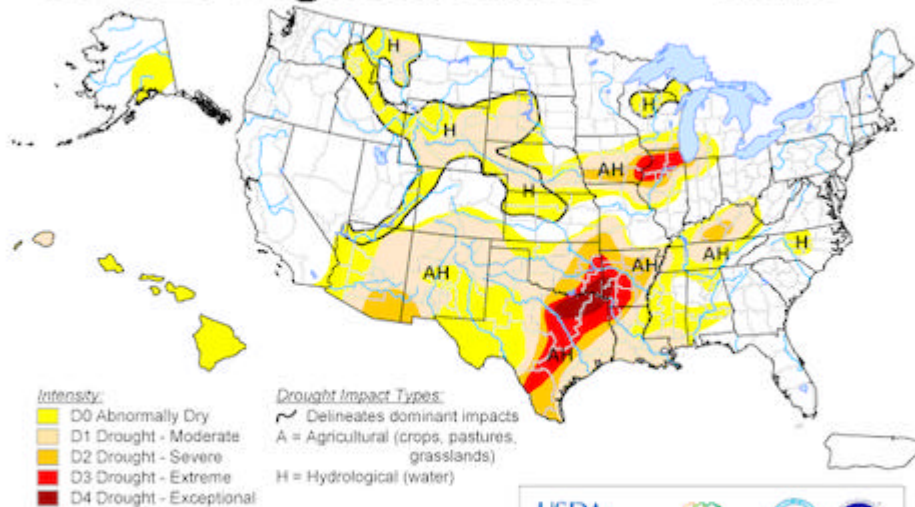 H
H
H
AH
H
AH
AH
AH
H
AH
Intensity:
D0 Abnormally Dry
D1 Drought - Moderate
D2 Drought - Severe
D3 Drought - Extreme
D4 Drought - Exceptional
Drought Impact Types:
Delineates dominant impacts
A = Agricultural (crops, pastures,
grasslands)
H = Hydrological (water)
USDA